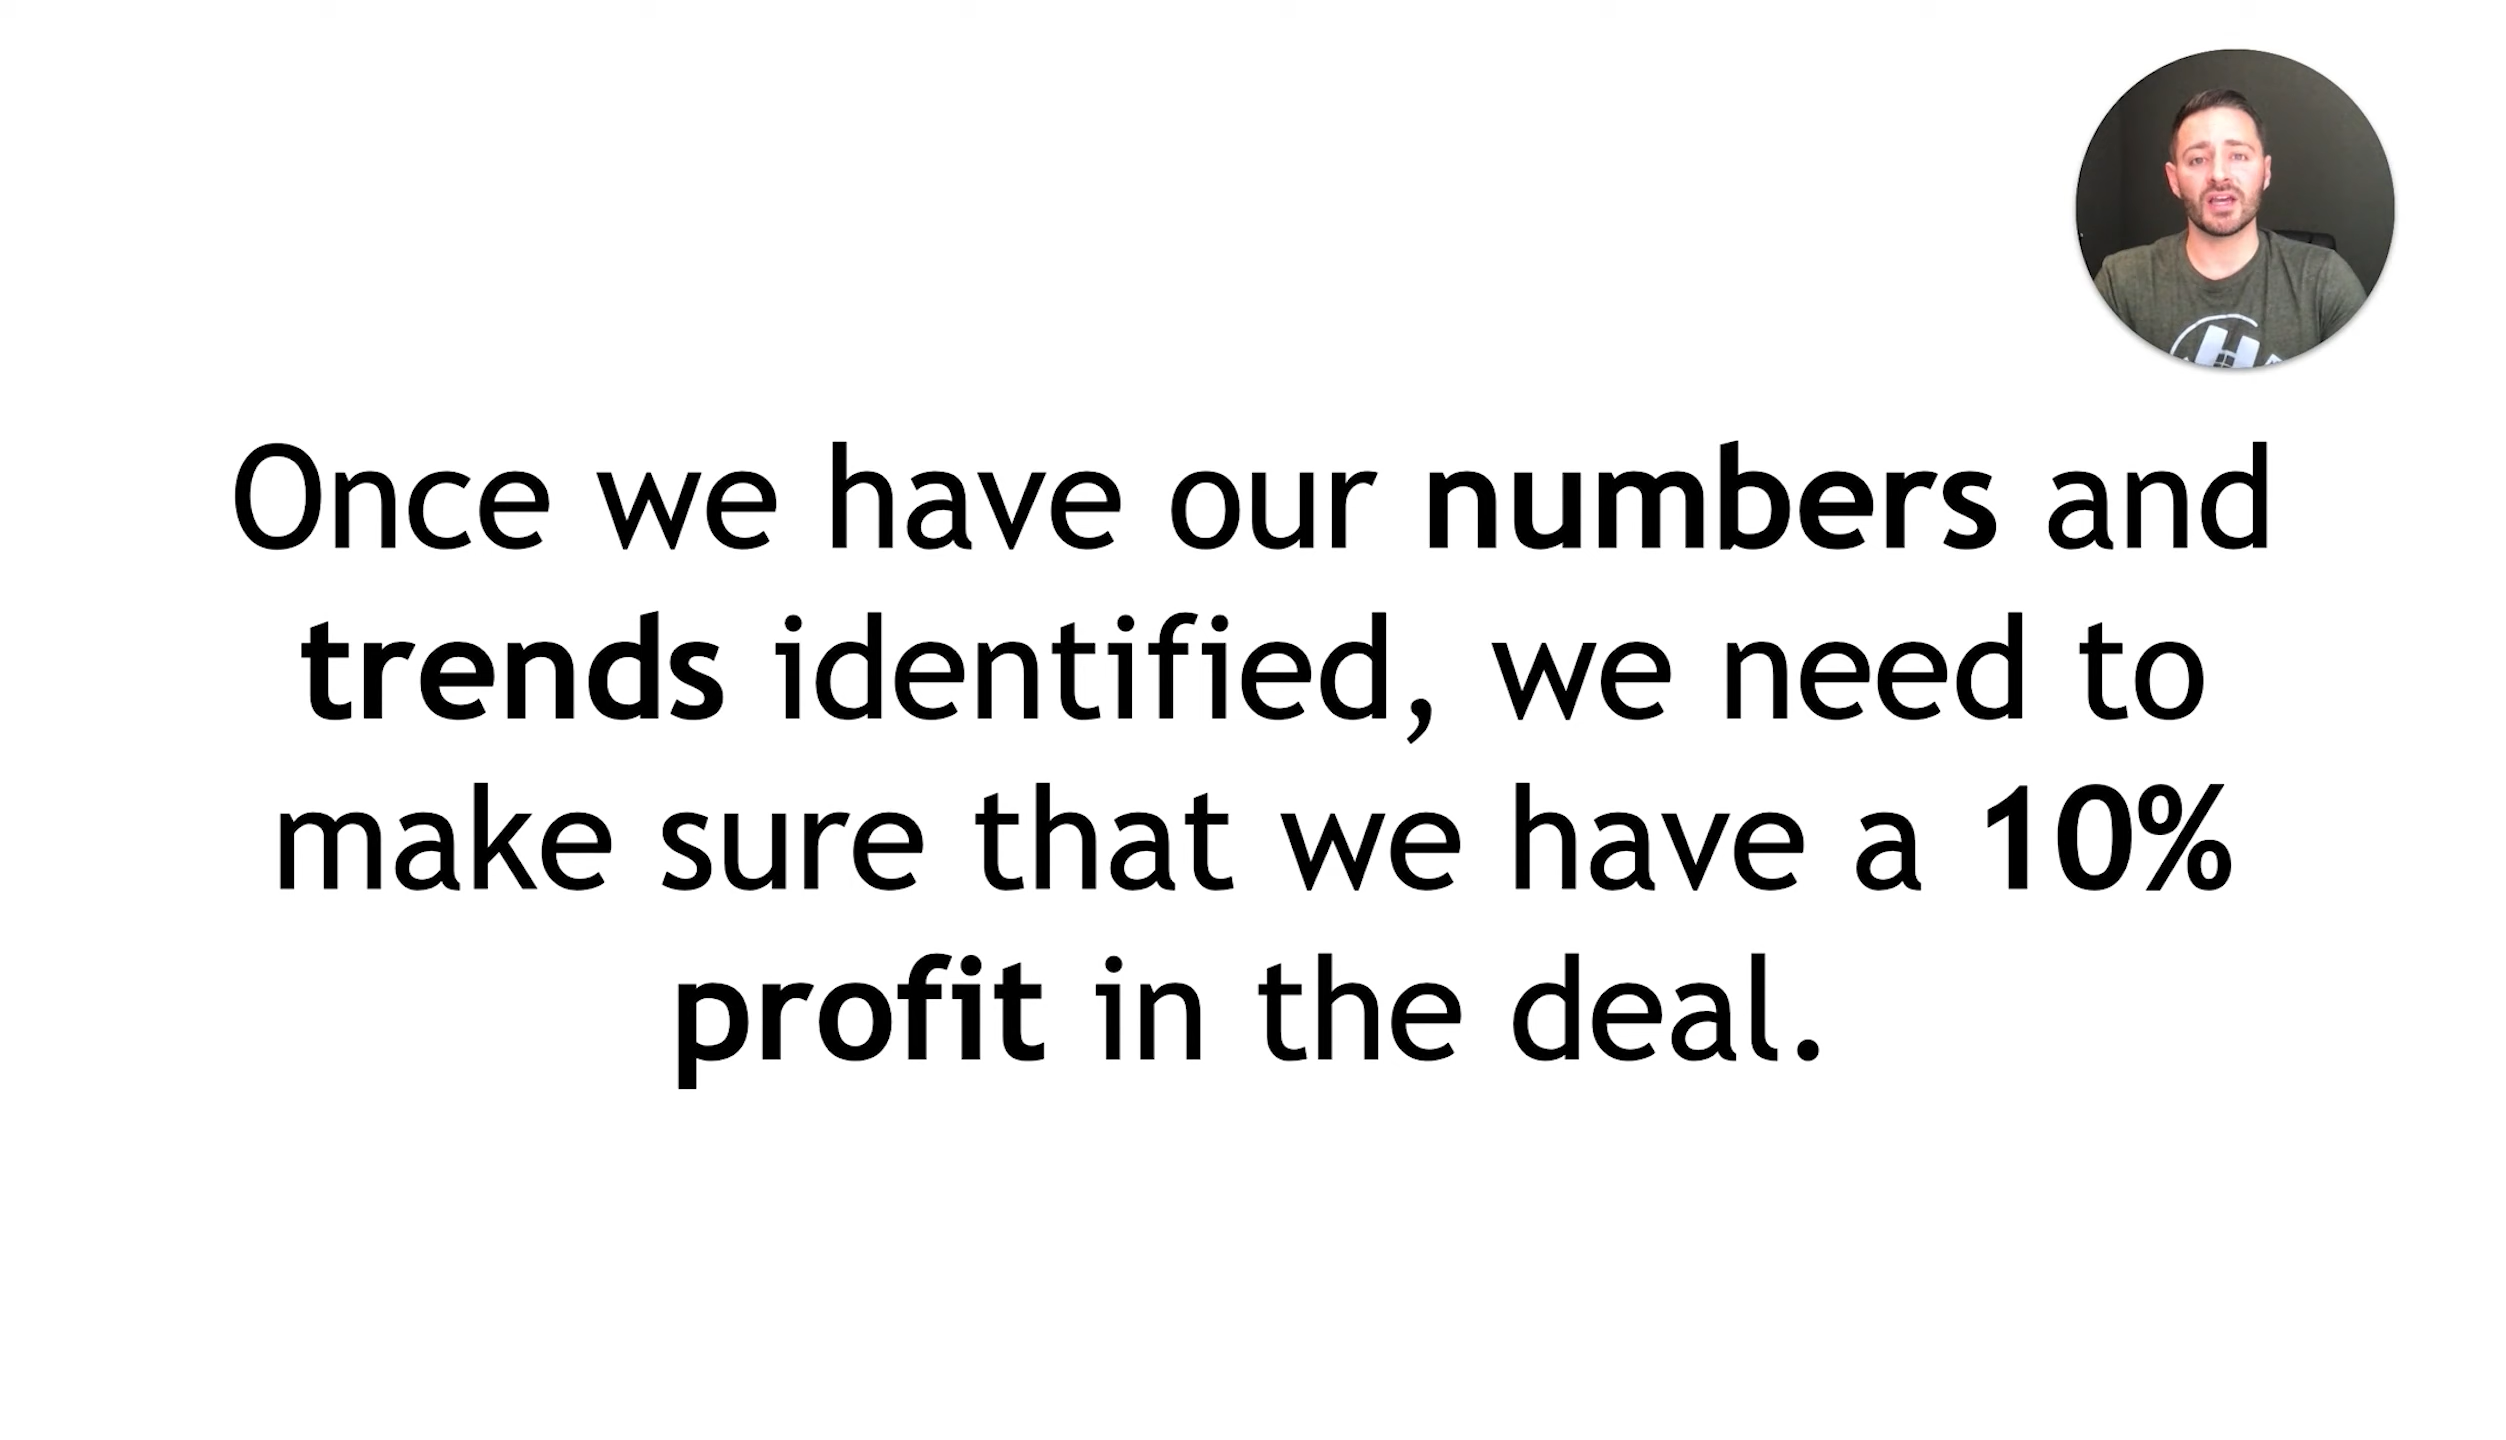 Once we have our numbers and
trends identified, we need to
make sure that we have a 10%
profit in the deal.
H